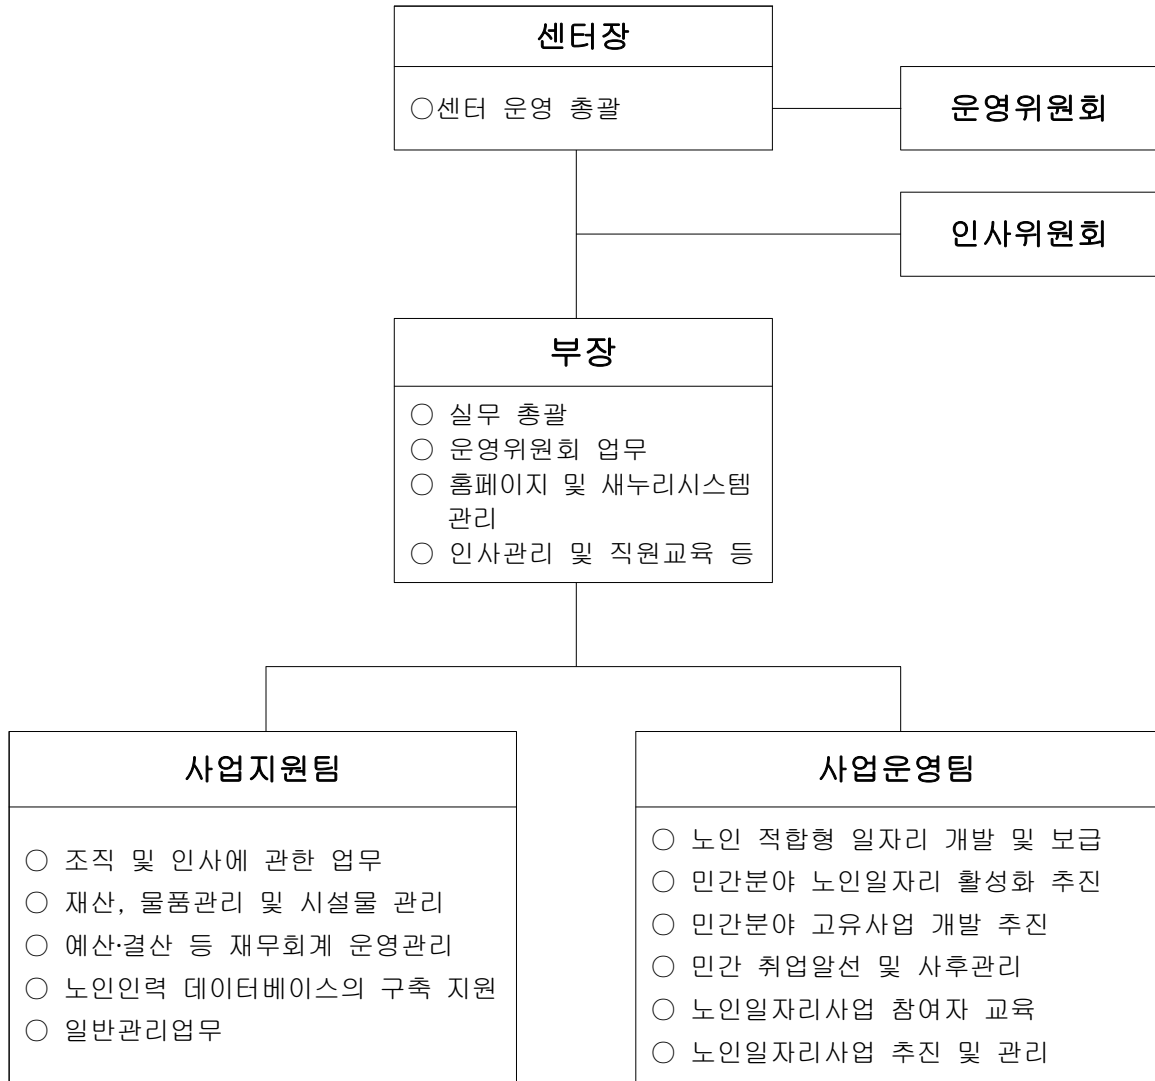 센터장
○센터 운영 총괄
운영위원회
인사위원회
부장
○ 실무 총괄
○ 운영위원회 업무
○ 홈페이지 및 새누리시스템
관리
○ 인사관리 및 직원교육 등
사업지원팀
○ 조직 및 인사에 관한 업무
○ 재산, 물품관리 및 시설물 관리
○ 예산·결산 등 재무회계 운영관리
○ 노인인력 데이터베이스의 구축 지원
○ 일반관리업무
사업운영팀
○ 노인 적합형 일자리 개발 및 보급
○ 민간분야 노인일자리 활성화 추진
○ 민간분야 고유사업 개발 추진
○ 민간 취업알선 및 사후관리
○ 노인일자리사업 참여자 교육
○ 노인일자리사업 추진 및 관리